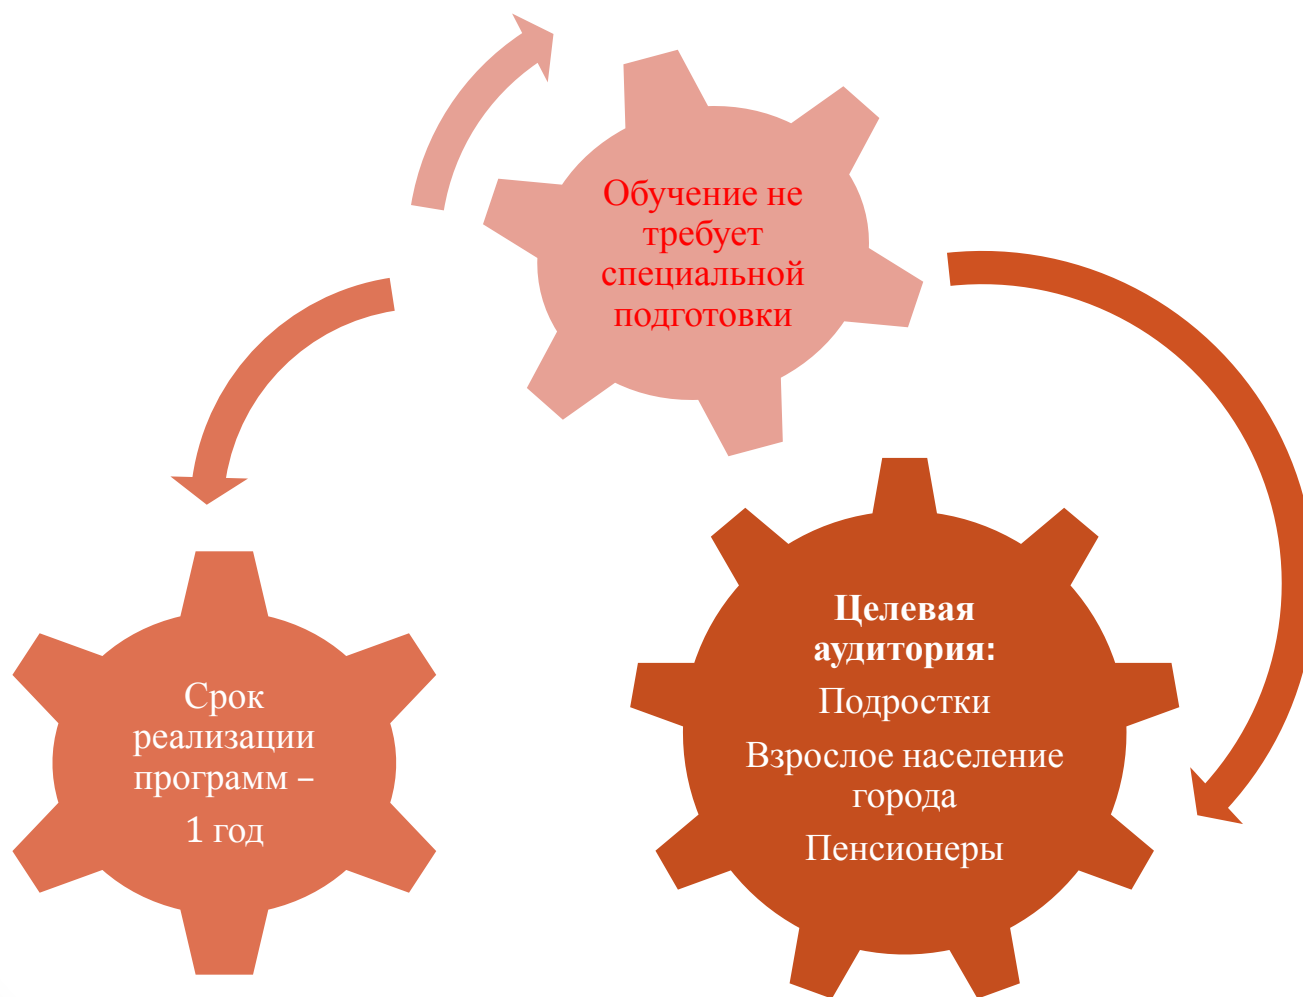 Обучение не
требует
специальной
подготовки
Срок
реализации
программ –
1 год
Целевая
аудитория:
Подростки
Взрослое население
города
Пенсионеры